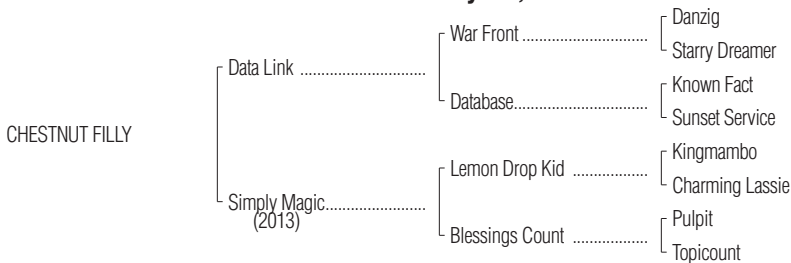 Danzig
War Front ..........................
Starry Dreamer
Data Link ..........................
Known Fact
Database............................
Sunset Service
CHESTNUT FILLY
Kingmambo
Lemon Drop Kid ..................
Charming Lassie
Simply Magic.....................
(2013)
Pulpit
Blessings Count ..................
Topicount